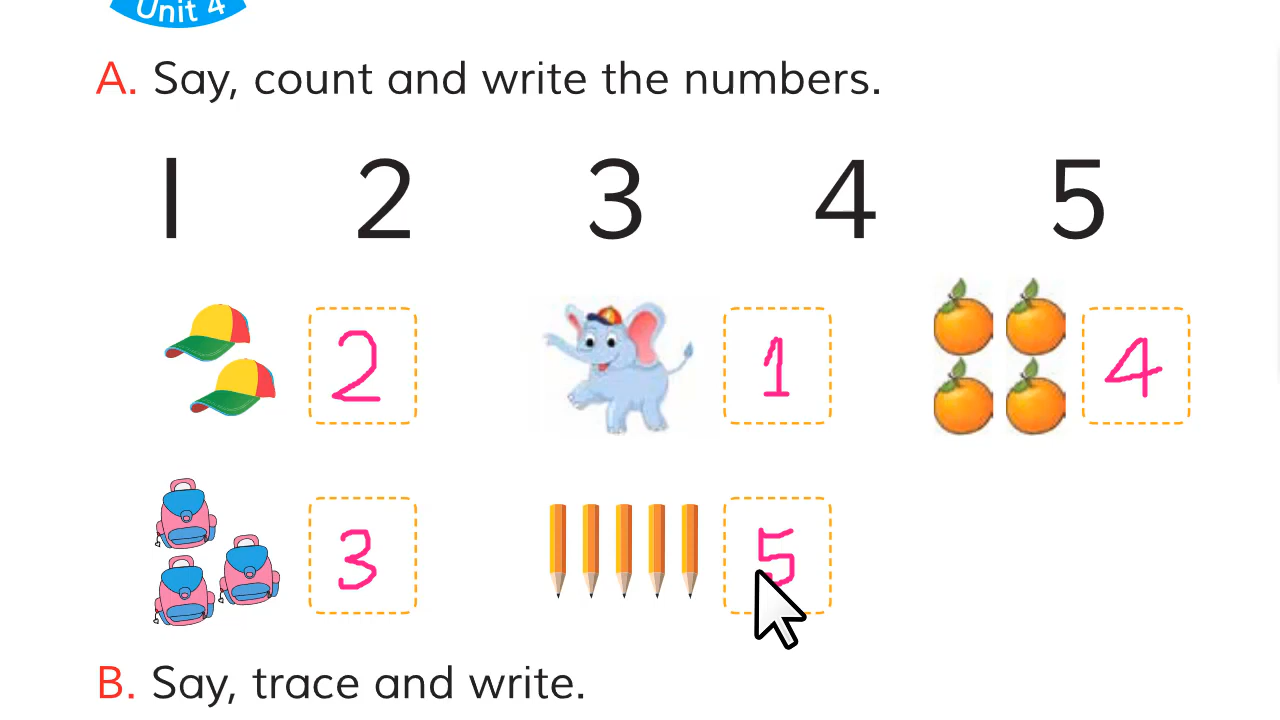 Unit 4
A. Say, count and write the numbers.
1 2 3 4 5
2 1 4
3 5
B. Say, trace and write.